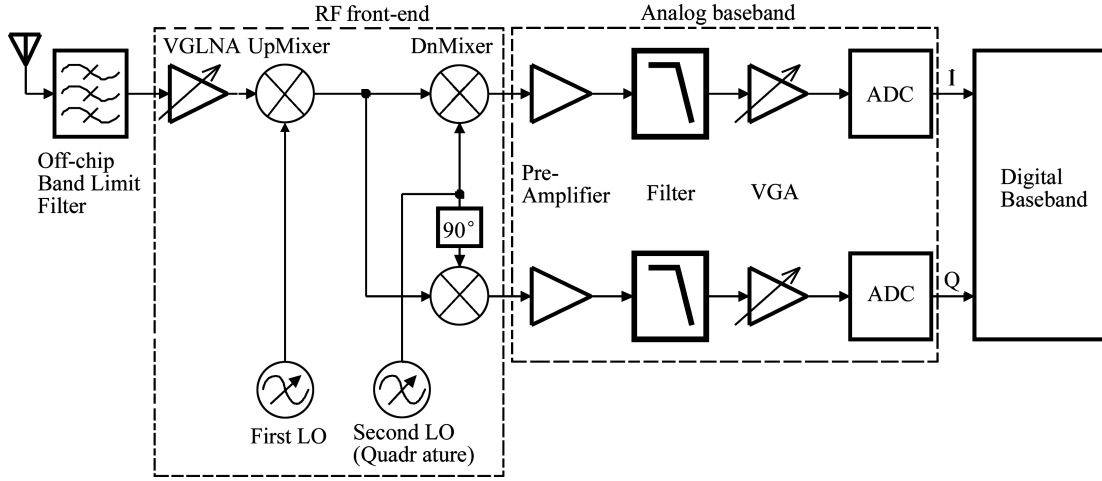 RF front-end
Analog baseband
VGLNA UpMixer
DnMixer
ADC
I
Off-chip
Band Limit
Filter
Pre-
Amplifier
Filter
VGA
Digital
Baseband
90°
ADC
Q
First LO
Second LO
(Quadr ature)